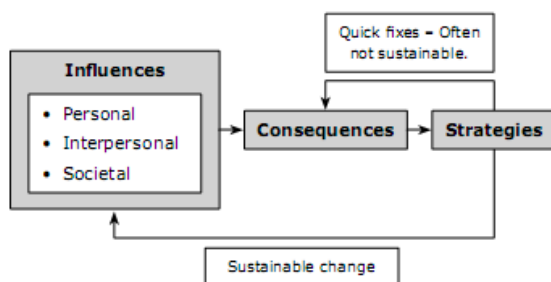 Quick fixes – Often
not sustainable.
Influences
• Personal
• Interpersonal
• Societal
Consequences
Strategies
Sustainable change